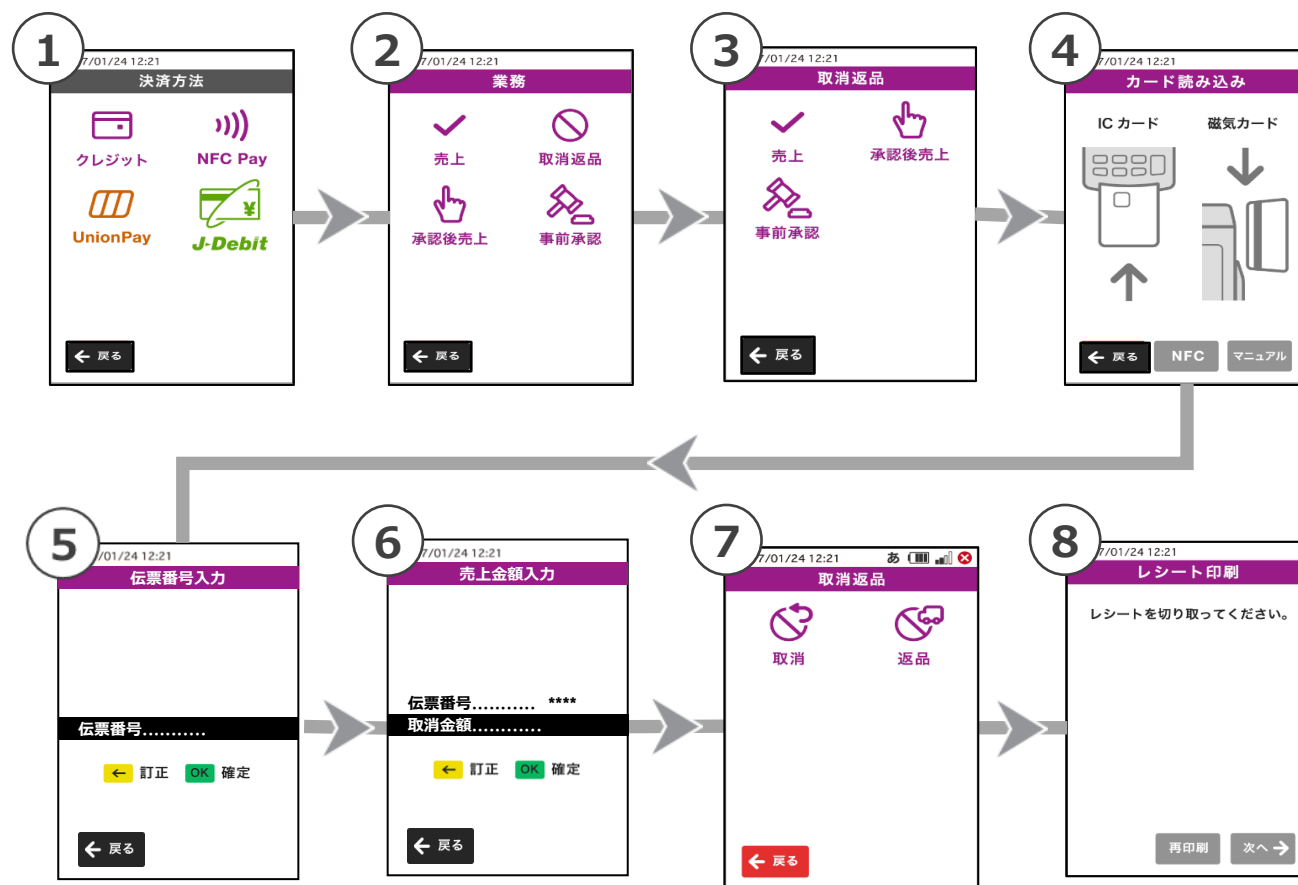 1
7/01/24 12:21
決済方法
クレジット
NFC Pay
UnionPay
J-Debit
戻る
2
7/01/24 12:21
業務
売上
取消返品
承認後売上
事前承認
戻る
3
7/01/24 12:21
取消返品
売上
承認後売上
事前承認
戻る
4
7/01/24 12:21
カード読み込み
IC カード
磁気カード
戻る
NFC
マニュアル
5
/01/24 12:21
伝票番号入力
伝票番号...........
訂正
OK
確定
戻る
6
7/01/24 12:21
売上金額入力
伝票番号........... ****
取消金額............
訂正
OK
確定
戻る
7
7/01/24 12:21
あ
取消返品
取消
返品
戻る
8
7/01/24 12:21
レシート印刷
レシートを切り取ってください。
再印刷
次へ